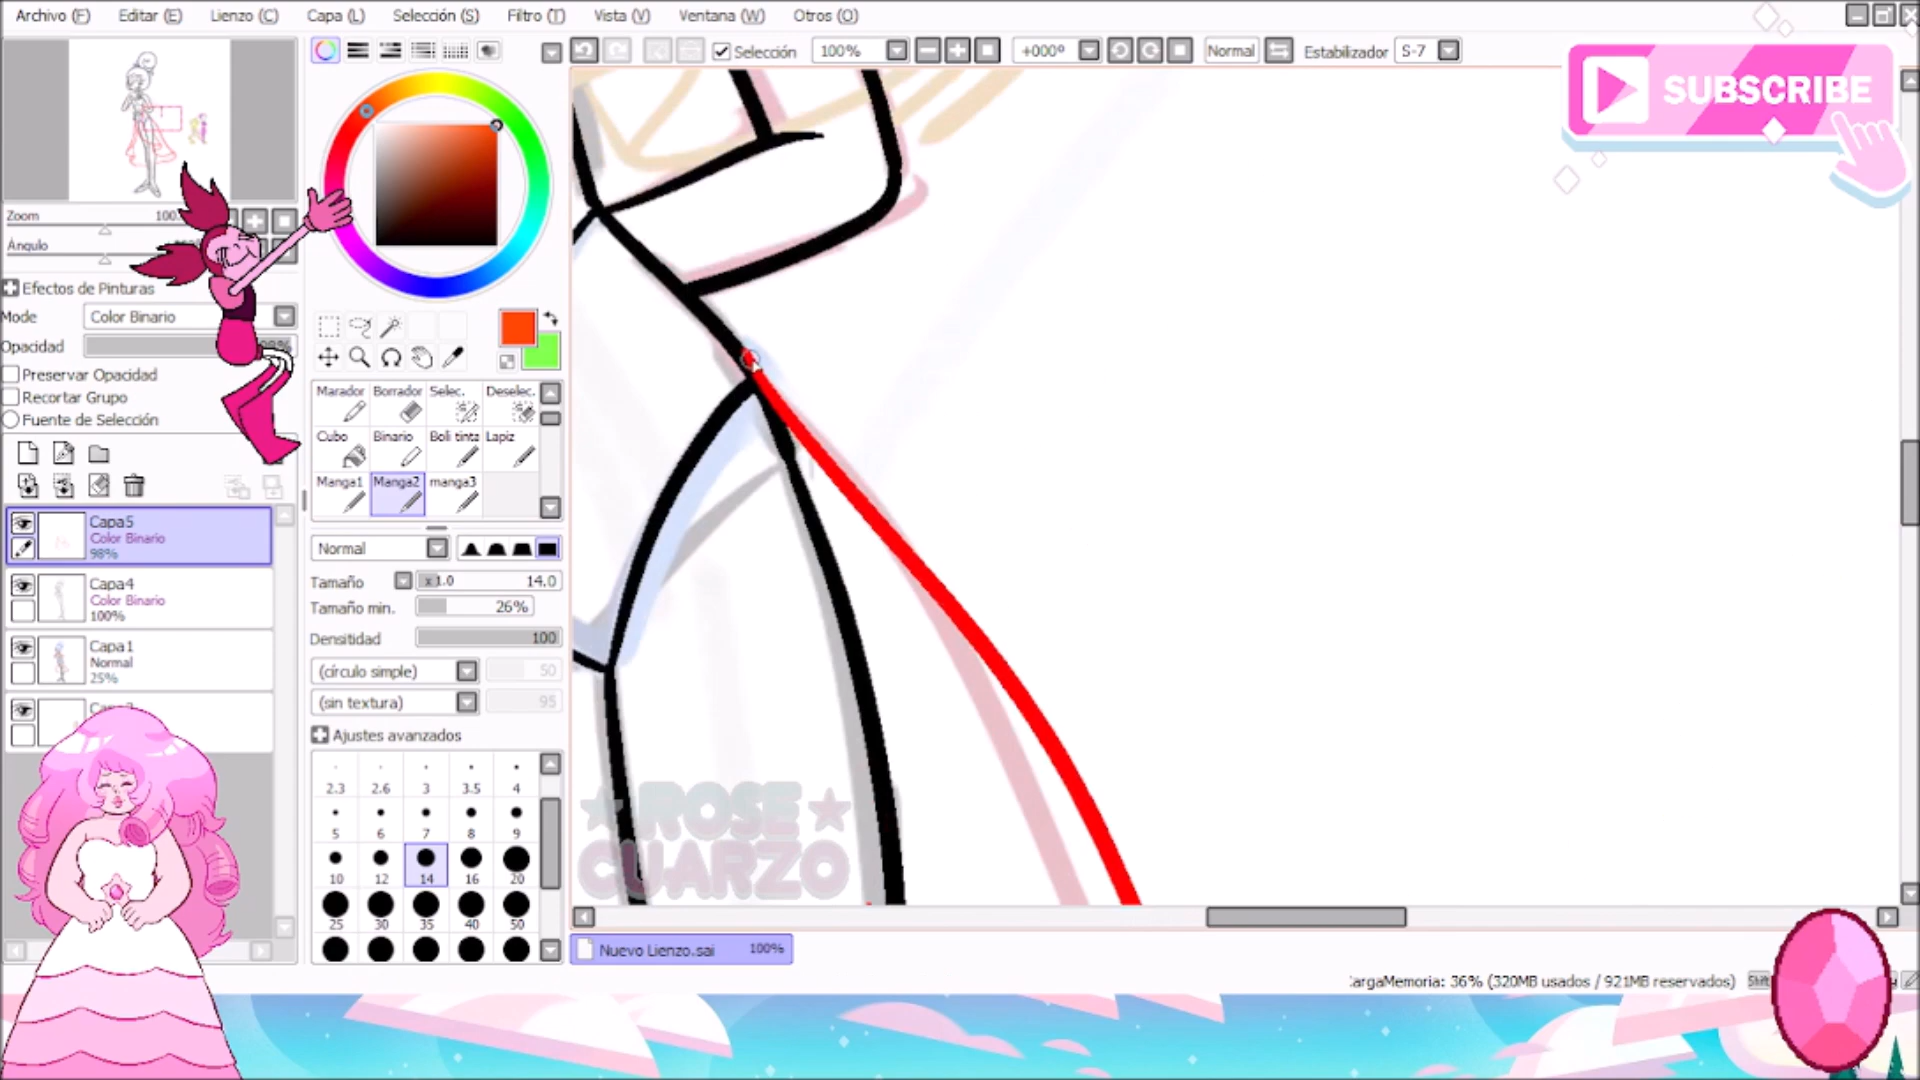 Archivo (F) Editar (E) Lienzo (C) Capa (L) Selección (S) Filtro (T) Vista (V) Ventana (W) Otros (O)
Selección 100% +000º Normal Estabilizador S-7
SUBSCRIBE
Zoom 100.
Ángulo
Efectos de Pinturas
Mode Color Binario
Opacidad 98%
Preservar Opacidad
Recortar Grupo
Fuente de Selección
Capa5
Color Binario
98%
Capa4
Color Binario
100%
Capa1
Normal
25%
Marador Borrador Selec. Deselec.
Cubo Binario Boli tinta Lapiz
Manga1 Manga2 manga3
Normal
Tamaño x1.0 14.0
Tamaño min. 26%
Densitidad 100
(círculo simple) 50
(sin textura) 95
Ajustes avanzados
2.3 2.6 3 3.5 4
5 6 7 8 9
10 12 14 16 20
25 30 35 40 50
ROSE
CUARZO
Nuevo Lienzo.sai 100%
argaMemoria: 36% (320MB usados / 921MB reservados) Shift